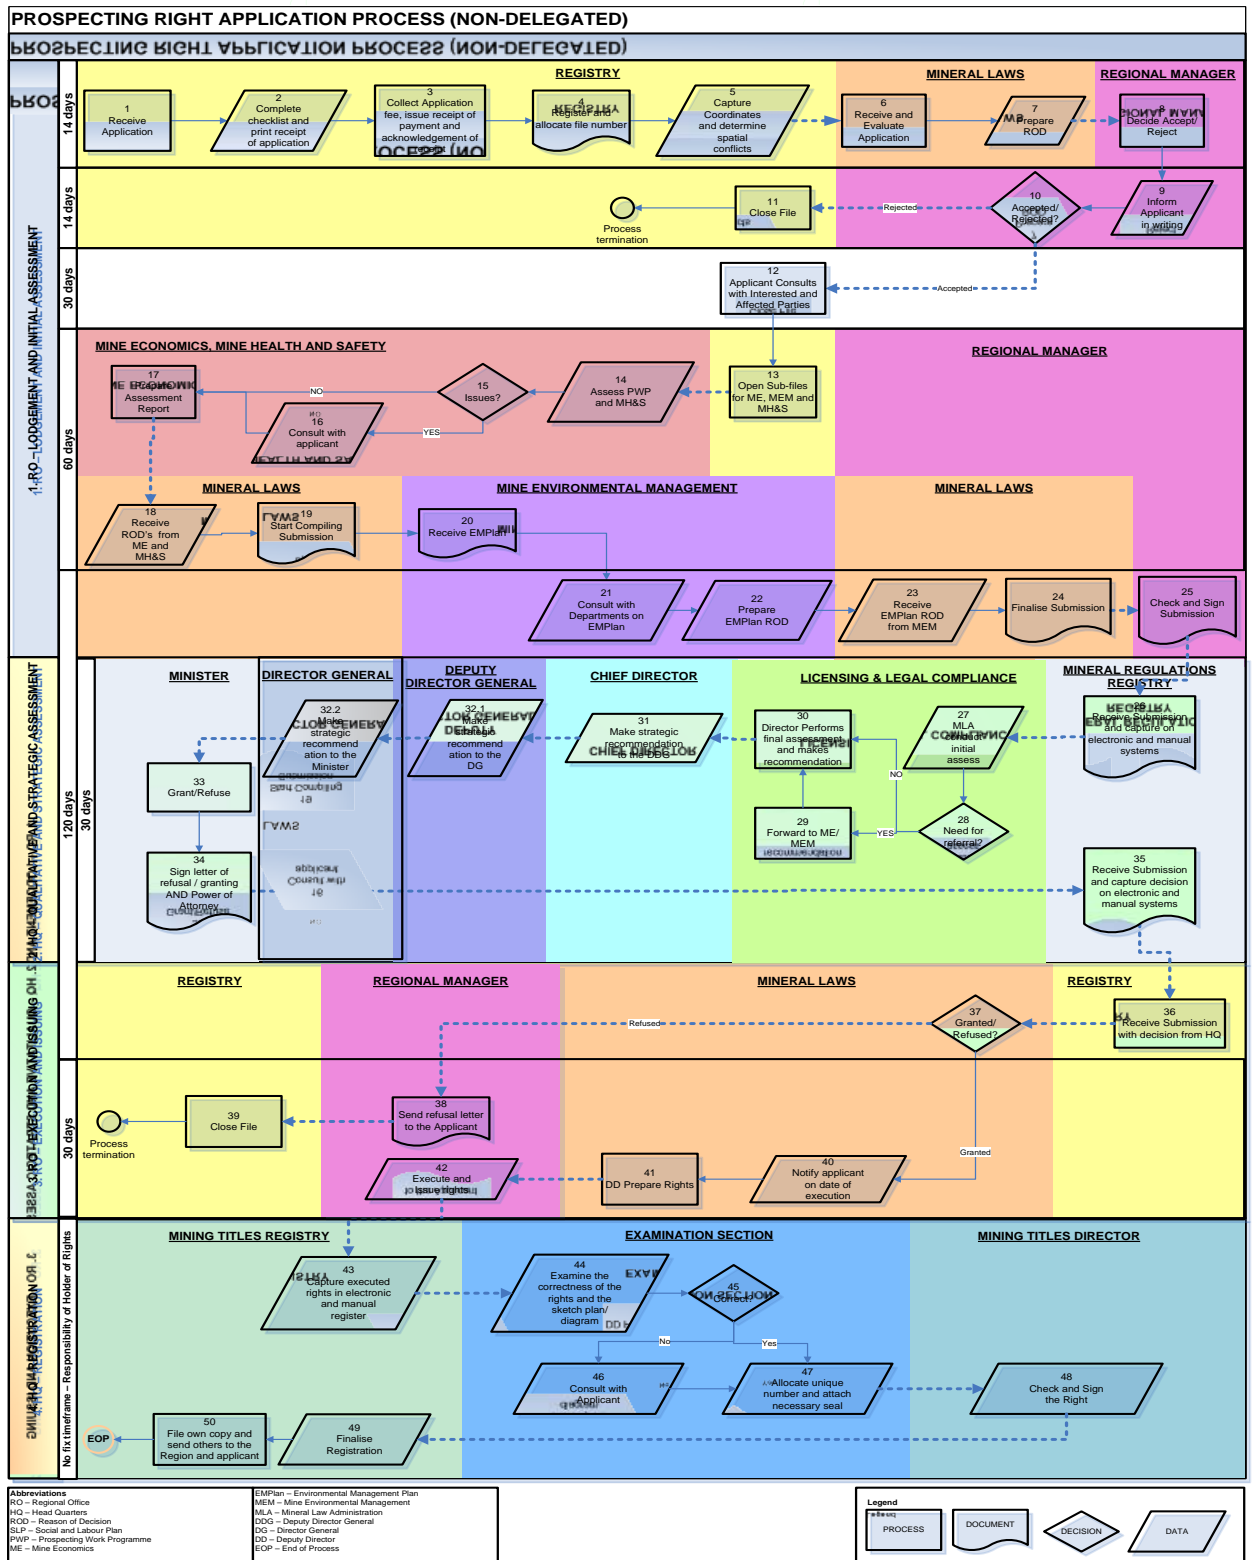 PROSPECTING RIGHT APPLICATION PROCESS (NON-DELEGATED)
1. RO – LODGEMENT AND INITIAL ASSESSMENT
14 days
REGISTRY
MINERAL LAWS
REGIONAL MANAGER
1
Receive
Application
2
Complete
checklist and
print receipt
of application
3
Collect Application
fee, issue receipt of
payment and
acknowledgement of
receipt
4
Register and
allocate file number
5
Capture
Coordinates
and determine
spatial
conflicts
6
Receive and
Evaluate
Application
7
Prepare
ROD
8
Decide Accept/
Reject
14 days
9
Inform
Applicant
in writing
10
Accepted/
Rejected?
Rejected
11
Close File
Process
termination
30 days
Accepted
12
Applicant Consults
with Interested and
Affected Parties
60 days
MINE ECONOMICS, MINE HEALTH AND SAFETY
REGIONAL MANAGER
13
Open Sub-files
for ME, MEM and
MH&S
14
Assess PWP
and MH&S
15
Issues?
NO
YES
16
Consult with
applicant
17
Prepare
Assessment
Report
MINERAL LAWS
MINE ENVIRONMENTAL MANAGEMENT
MINERAL LAWS
18
Receive
ROD's from
ME and
MH&S
19
Start Compiling
Submission
20
Receive EMPlan
21
Consult with
Departments on
EMPlan
22
Prepare
EMPlan ROD
23
Receive
EMPlan ROD
from MEM
24
Finalise Submission
25
Check and Sign
Submission
2. HQ – QUALITATIVE AND STRATEGIC ASSESSMENT
120 days
30 days
MINISTER
DIRECTOR GENERAL
DEPUTY
DIRECTOR GENERAL
CHIEF DIRECTOR
LICENSING & LEGAL COMPLIANCE
MINERAL REGULATIONS
REGISTRY
26
Receive Submission
and capture on
electronic and manual
systems
27
MLA
conduct
initial
assess
28
Need for
referral?
NO
YES
29
Forward to ME/
MEM
30
Director Performs
final assessment
and makes
recommendation
31
Make strategic
recommendation
to the DDG
32.1
Make
strategic
recommend
ation to the
DG
32.2
Make
strategic
recommend
ation to the
Minister
33
Grant/Refuse
34
Sign letter of
refusal / granting
AND Power of
Attorney
35
Receive Submission
and capture decision
on electronic and
manual systems
3. RO – EXECUTION AND ISSUING
REGISTRY
REGIONAL MANAGER
MINERAL LAWS
REGISTRY
36
Receive Submission
with decision from HQ
37
Granted/
Refused?
Refused
30 days
38
Send refusal letter
to the Applicant
39
Close File
Process
termination
Granted
40
Notify applicant
on date of
execution
41
DD Prepare Rights
42
Execute and
Issue rights
4. HQ – REGISTRATION
No fix timeframe – Responsibility of Holder of Rights
MINING TITLES REGISTRY
EXAMINATION SECTION
MINING TITLES DIRECTOR
43
Capture executed
rights in electronic
and manual
register
44
Examine the
correctness of the
rights and the
sketch plan/
diagram
45
Correct?
No
Yes
46
Consult with
Applicant
47
Allocate unique
number and attach
necessary seal
48
Check and Sign
the Right
49
Finalise
Registration
50
File own copy and
send others to the
Region and applicant
EOP
Abbreviations
RO – Regional Office
HQ – Head Quarters
ROD – Reason of Decision
SLP – Social and Labour Plan
PWP – Prospecting Work Programme
ME – Mine Economics
EMPlan – Environmental Management Plan
MEM – Mine Environmental Management
MLA – Mineral Law Administration
DDG – Deputy Director General
DG – Director General
DD – Deputy Director
EOP – End of Process
Legend
PROCESS
DOCUMENT
DECISION
DATA